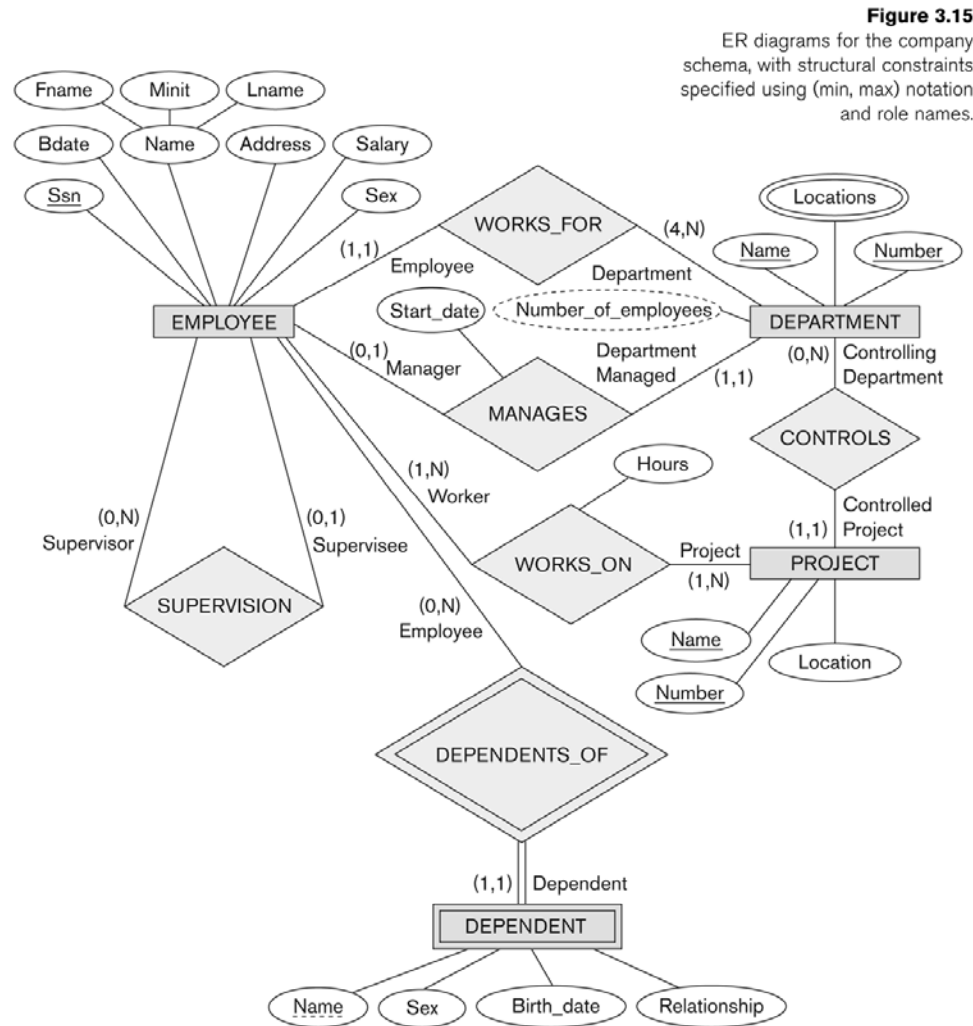 Figure 3.15
ER diagrams for the company
schema, with structural constraints
specified using (min, max) notation
and role names.
Fname
Minit
Lname
Bdate
Name
Address
Salary
Ssn
Sex
WORKS_FOR
Locations
(1,1)
Employee
(4,N)
Department
Name
Number
Start_date
Number_of_employees
EMPLOYEE
DEPARTMENT
(0,1)
Manager
Department
Managed
(1,1)
(0,N)
Controlling
Department
MANAGES
CONTROLS
Hours
(1,N)
Worker
(0,N)
Supervisor
(0,1)
Supervisee
Controlled
Project
(1,1)
WORKS_ON
Project
(1,N)
PROJECT
SUPERVISION
(0,N)
Employee
Name
Number
Location
DEPENDENTS_OF
(1,1)
Dependent
DEPENDENT
Name
Sex
Birth_date
Relationship